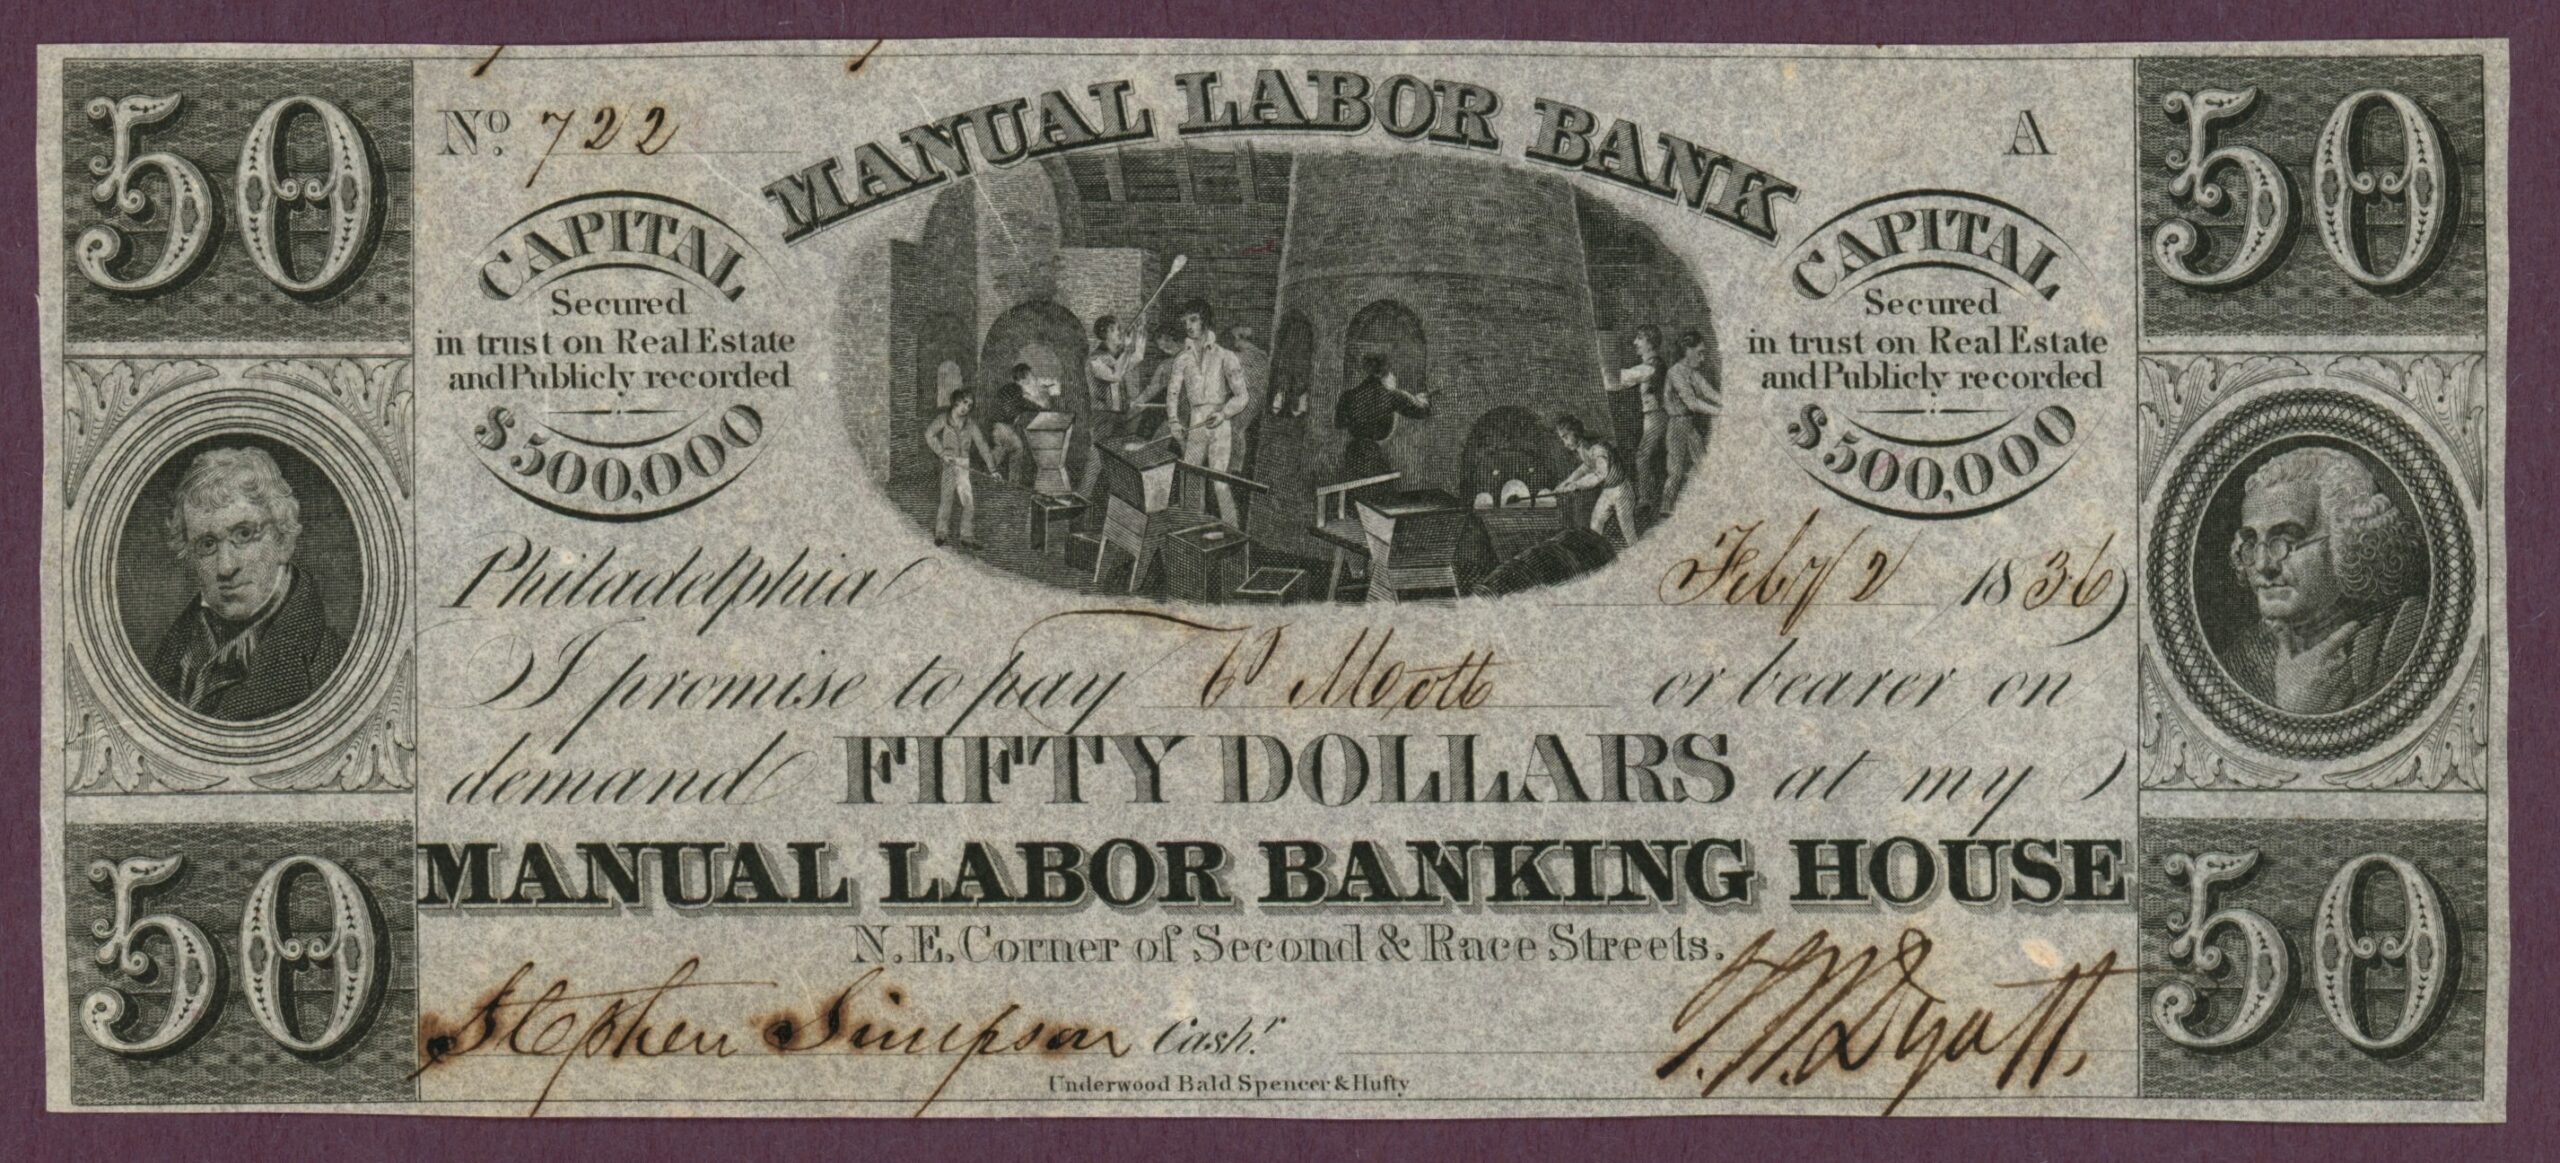 50
50
No. 722
MANUAL LABOR BANK
A
CAPITAL
Secured
in trust on Real Estate
and Publicly recorded
$500,000
CAPITAL
Secured
in trust on Real Estate
and Publicly recorded
$500,000
Philadelphia Feby 2 1836
I promise to pay Mott or bearer on
demand FIFTY DOLLARS at my
MANUAL LABOR BANKING HOUSE
N.E. Corner of Second & Race Streets.
50
50
Stephen Simpson Cashr. T.W. Dyott.
Underwood Bald Spencer & Hufty